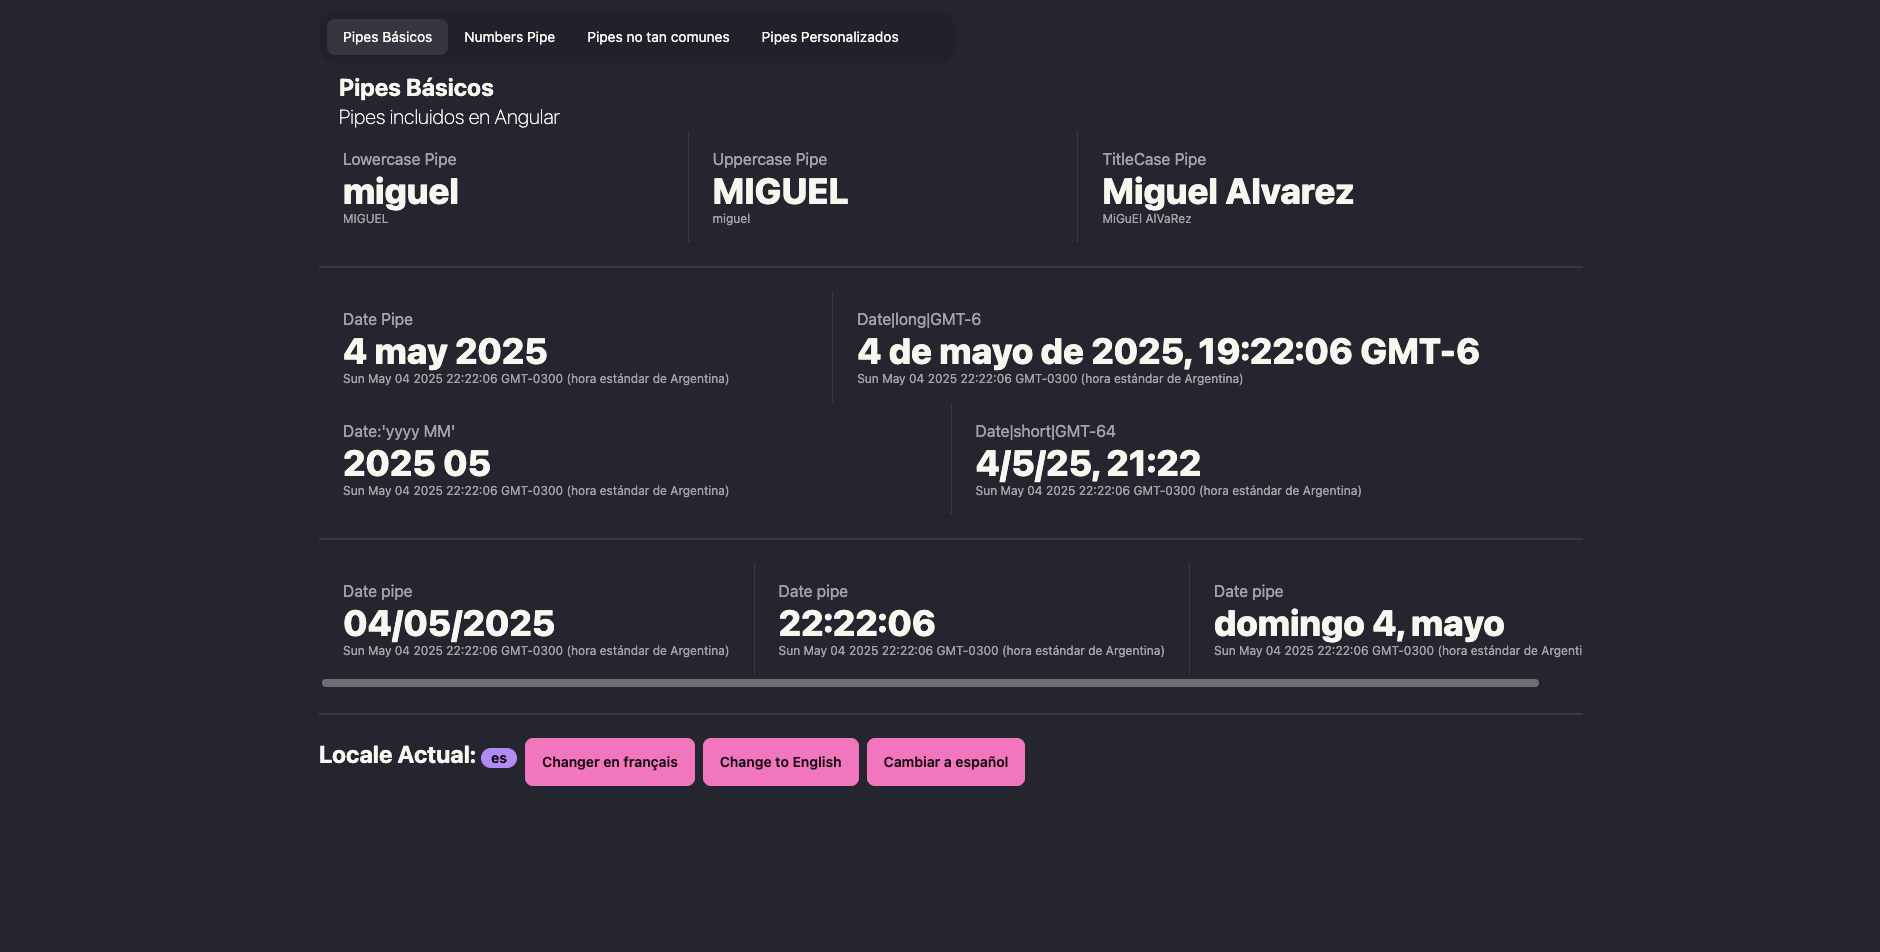 Pipes Básicos Numbers Pipe Pipes no tan comunes Pipes Personalizados
Pipes Básicos
Pipes incluidos en Angular
Lowercase Pipe
miguel
MIGUEL
Uppercase Pipe
MIGUEL
miguel
TitleCase Pipe
Miguel Alvarez
MiGuEl AlVaRez
Date Pipe
4 may 2025
Sun May 04 2025 22:22:06 GMT-0300 (hora estándar de Argentina)
Date|long|GMT-6
4 de mayo de 2025, 19:22:06 GMT-6
Sun May 04 2025 22:22:06 GMT-0300 (hora estándar de Argentina)
Date:'yyyy MM'
2025 05
Sun May 04 2025 22:22:06 GMT-0300 (hora estándar de Argentina)
Date|short|GMT-64
4/5/25, 21:22
Sun May 04 2025 22:22:06 GMT-0300 (hora estándar de Argentina)
Date pipe
04/05/2025
Sun May 04 2025 22:22:06 GMT-0300 (hora estándar de Argentina)
Date pipe
22:22:06
Sun May 04 2025 22:22:06 GMT-0300 (hora estándar de Argentina)
Date pipe
domingo 4, mayo
Sun May 04 2025 22:22:06 GMT-0300 (hora estándar de Argenti
Locale Actual: es Changer en français Change to English Cambiar a español